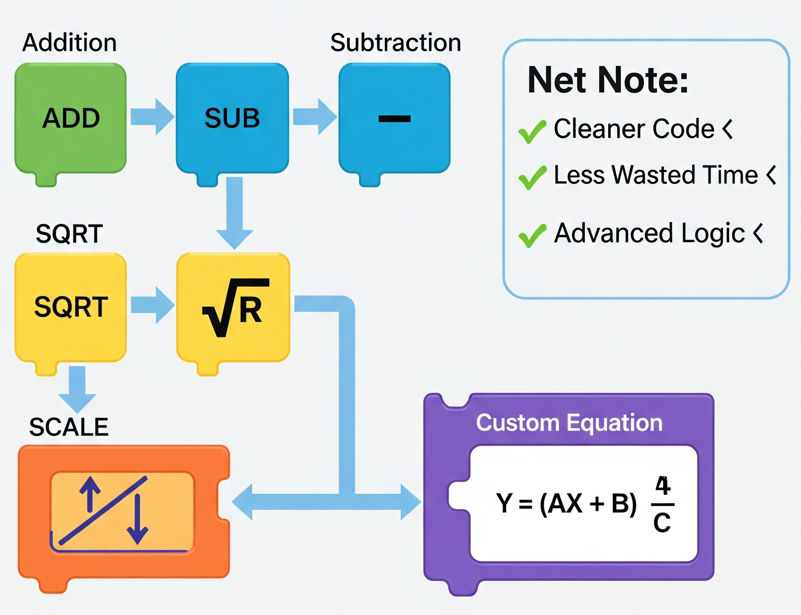 Addition
Subtraction
ADD
SUB
−
Net Note:
✓ Cleaner Code <
✓ Less Wasted Time <
✓ Advanced Logic <
SQRT
SQRT
√R
SCALE
Custom Equation
Y = (AX + B) 4/C